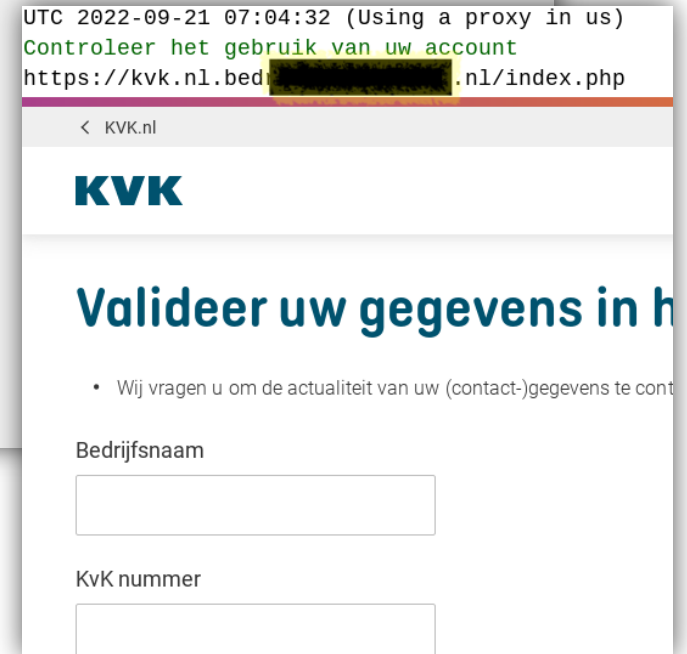 UTC 2022-09-21 07:04:32 (Using a proxy in us)
Controleer het gebruik van uw account
https://kvk.nl.bed .nl/index.php
KVK.nl
KVK
Valideer uw gegevens in
• Wij vragen u om de actualiteit van uw (contact-)gegevens te
Bedrijfsnaam
KvK nummer